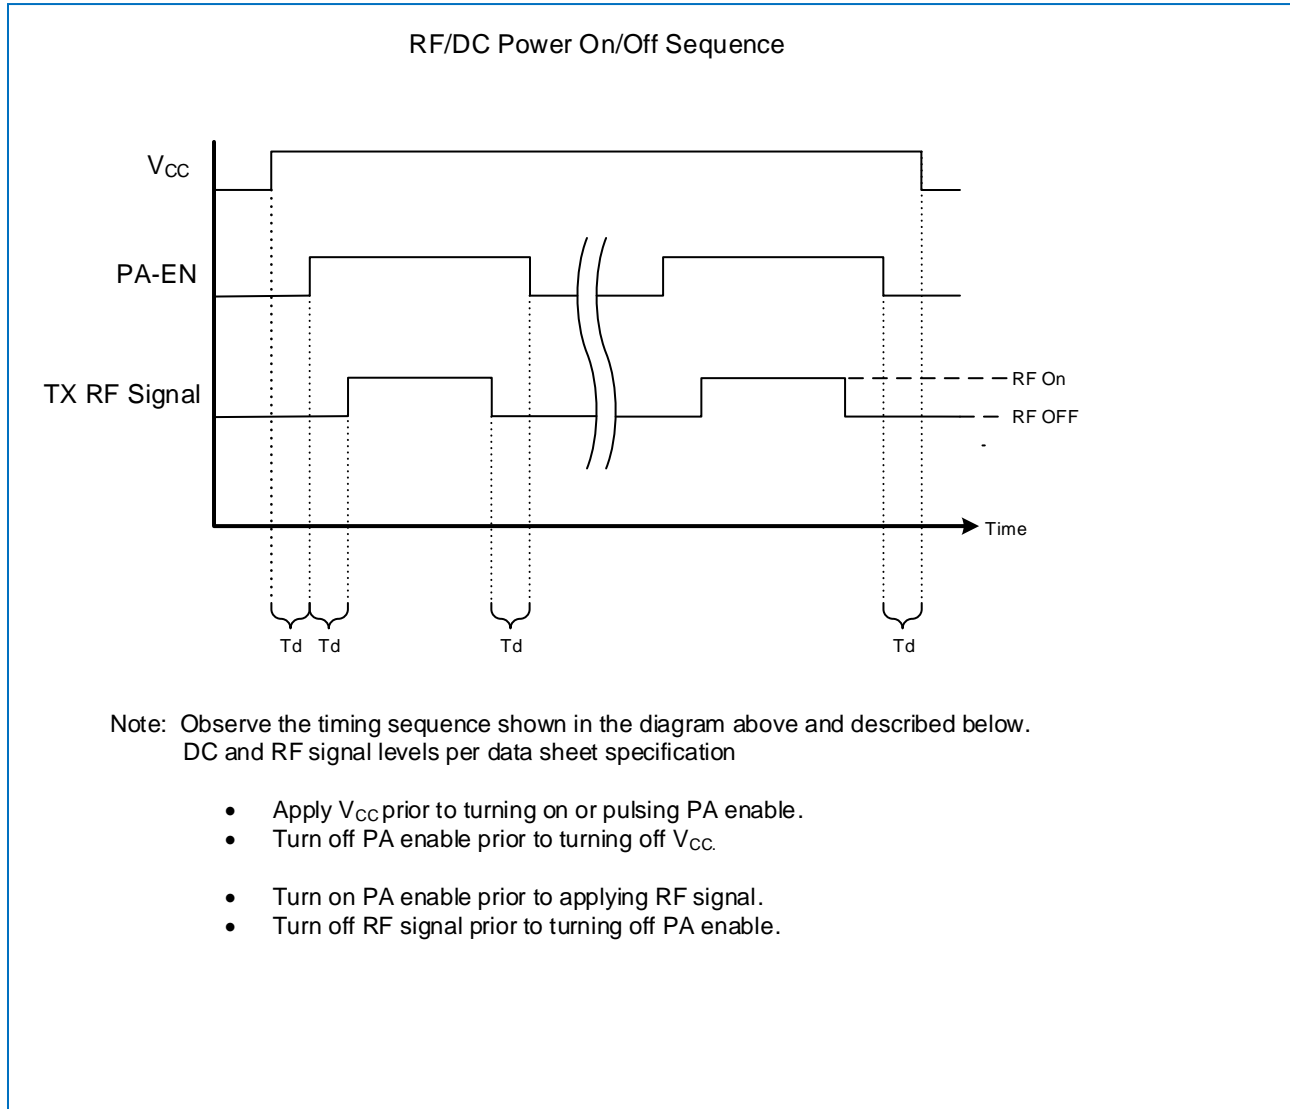 RF/DC Power On/Off Sequence
VCC
PA-EN
TX RF Signal
RF On
RF OFF
-
Time
Td Td Td Td
Note: Observe the timing sequence shown in the diagram above and described below.
DC and RF signal levels per data sheet specification
• Apply VCC prior to turning on or pulsing PA enable.
• Turn off PA enable prior to turning off VCC.
• Turn on PA enable prior to applying RF signal.
• Turn off RF signal prior to turning off PA enable.